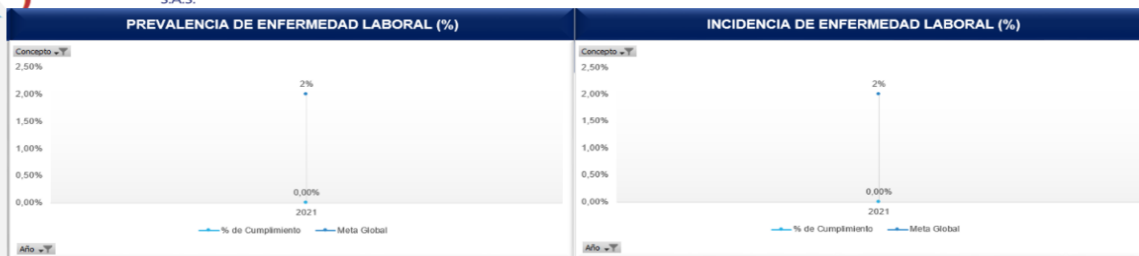 S.A.S.
PREVALENCIA DE ENFERMEDAD LABORAL (%)
Concepto
2,50%
2,00%
1,50%
1,00%
0,50%
0,00%
2%
0,00%
2021
% de Cumplimiento
Meta Global
Año
INCIDENCIA DE ENFERMEDAD LABORAL (%)
Concepto
2,50%
2,00%
1,50%
1,00%
0,50%
0,00%
2%
0,00%
2021
% de Cumplimiento
Meta Global
Año